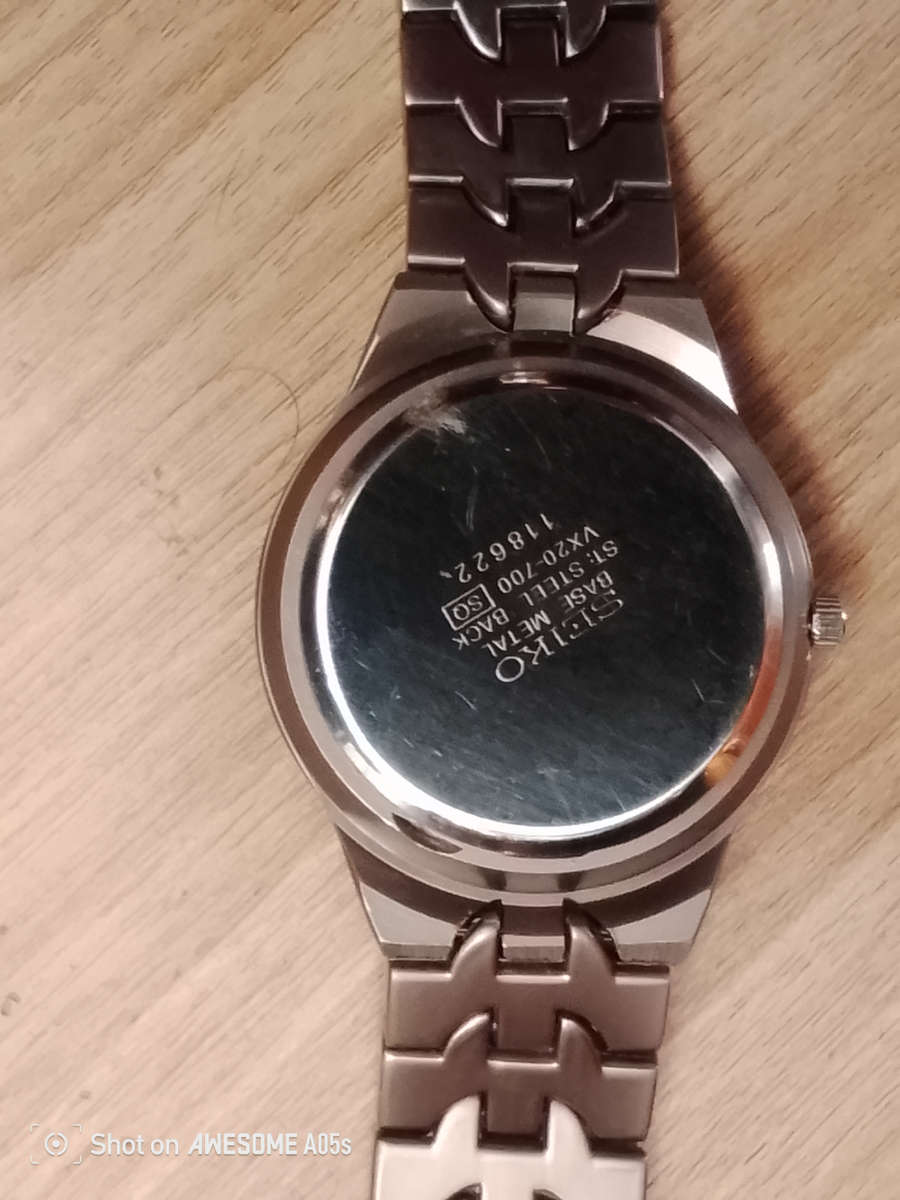 SEIKO
BASE METAL
ST. STEEL BACK
VX20-700 SQ
118622
Shot on AWESOME A05s